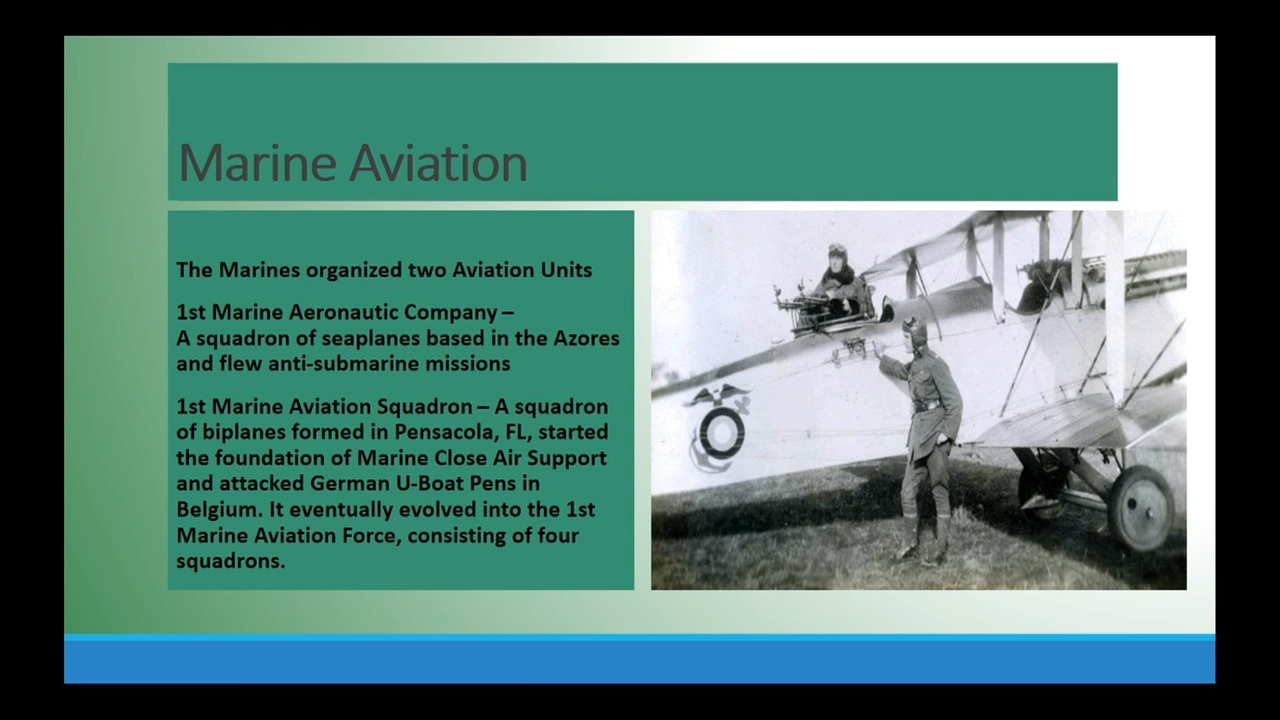 Marine Aviation
The Marines organized two Aviation Units
1st Marine Aeronautic Company –
A squadron of seaplanes based in the Azores
and flew anti-submarine missions
1st Marine Aviation Squadron – A squadron
of biplanes formed in Pensacola, FL, started
the foundation of Marine Close Air Support
and attacked German U-Boat Pens in
Belgium. It eventually evolved into the 1st
Marine Aviation Force, consisting of four
squadrons.